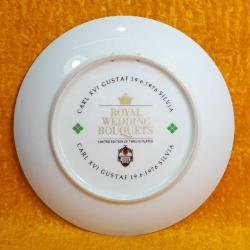 CARL XVI GUSTAF 19.6.1976 SILVIA
ROYAL
WEDDING
BOUQUETS
LIMITED EDITION OF TWELVE PLATES
CARL XVI GUSTAF 19.6.1976 SILVIA